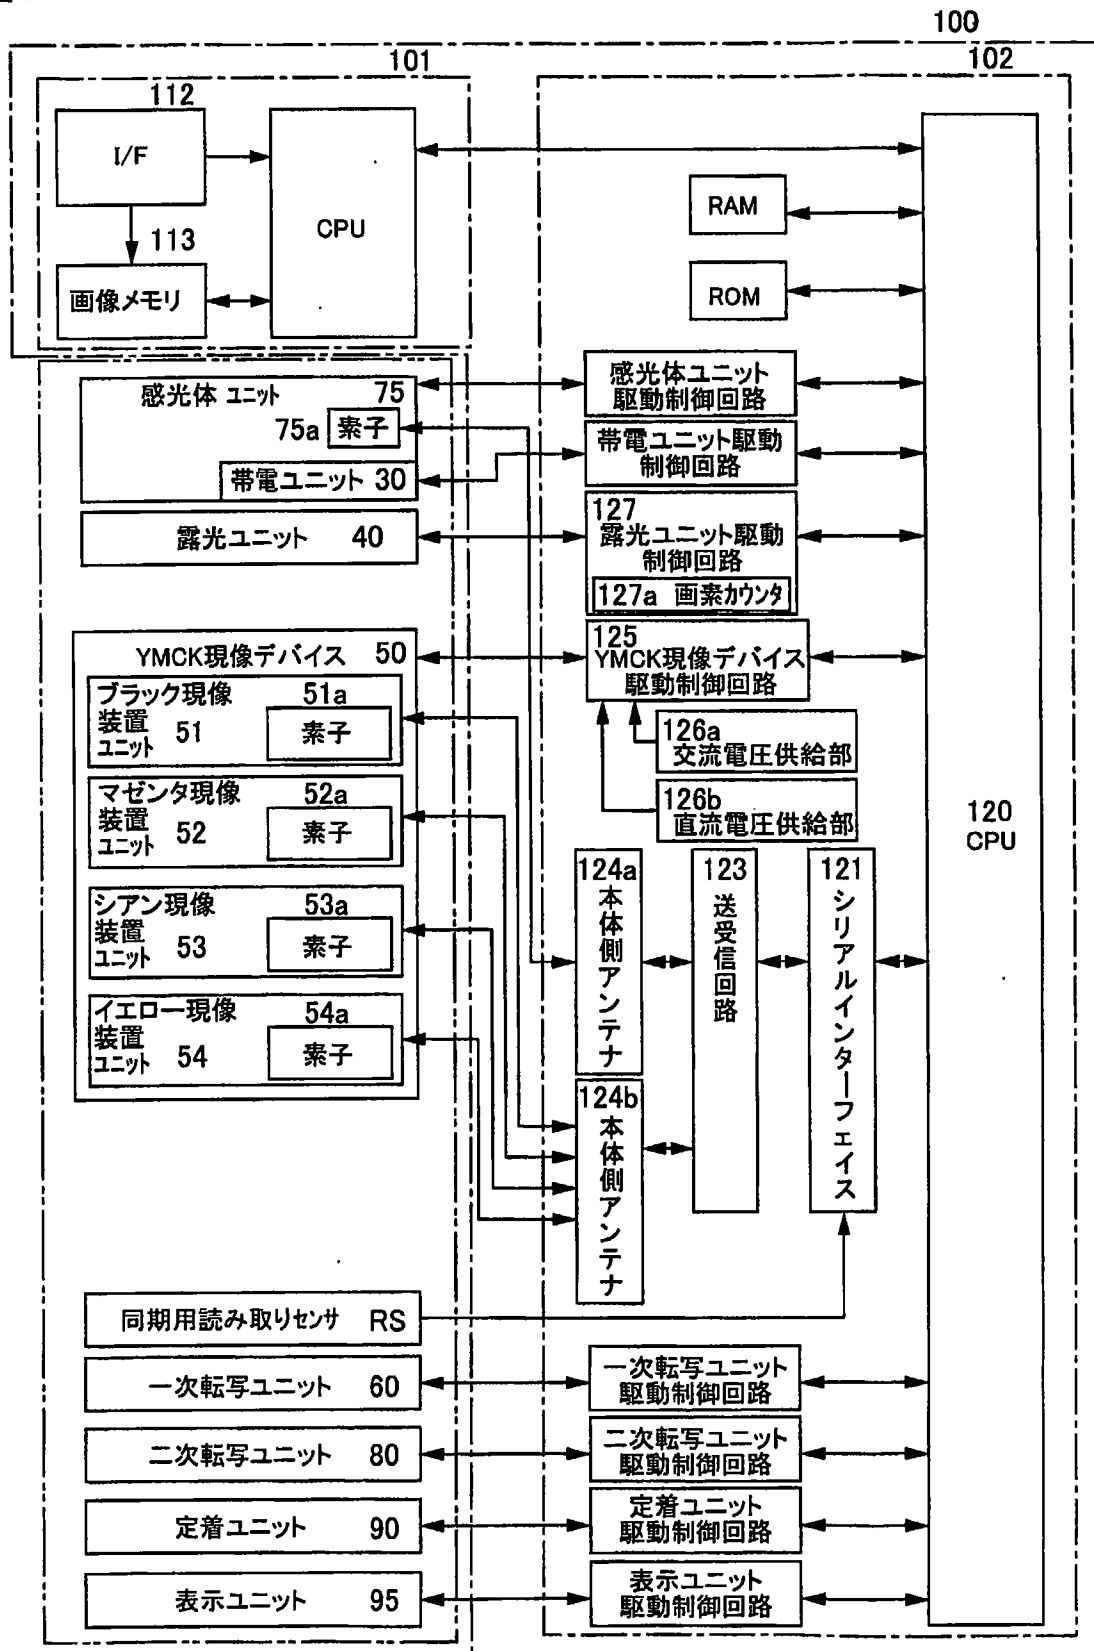 100
101
102
112
I/F
CPU
113
画像メモリ
RAM
ROM
感光体 ユニット 75
75a 素子
帯電ユニット 30
露光ユニット 40
感光体ユニット
駆動制御回路
帯電ユニット駆動
制御回路
127
露光ユニット駆動
制御回路
127a 画素カウンタ
YMCK現像デバイス 50
125
YMCK現像デバイス
駆動制御回路
ブラック現像
装置
ユニット 51
51a
素子
126a
交流電圧供給部
126b
直流電圧供給部
マゼンタ現像
装置
ユニット 52
52a
素子
シアン現像
装置
ユニット 53
53a
素子
イエロー現像
装置
ユニット 54
54a
素子
124a
本体側アンテナ
124b
本体側アンテナ
123
送受信回路
121
シリアルインターフェイス
120
CPU
同期用読み取りセンサ RS
一次転写ユニット 60
一次転写ユニット
駆動制御回路
二次転写ユニット 80
二次転写ユニット
駆動制御回路
定着ユニット 90
定着ユニット
駆動制御回路
表示ユニット 95
表示ユニット
駆動制御回路